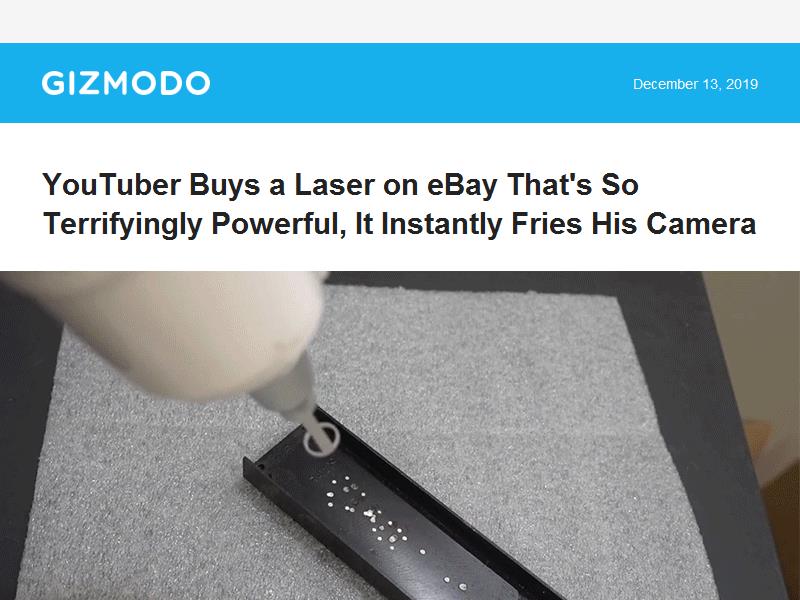 GIZMODO
December 13, 2019
YouTuber Buys a Laser on eBay That's So
Terrifyingly Powerful, It Instantly Fries His Camera